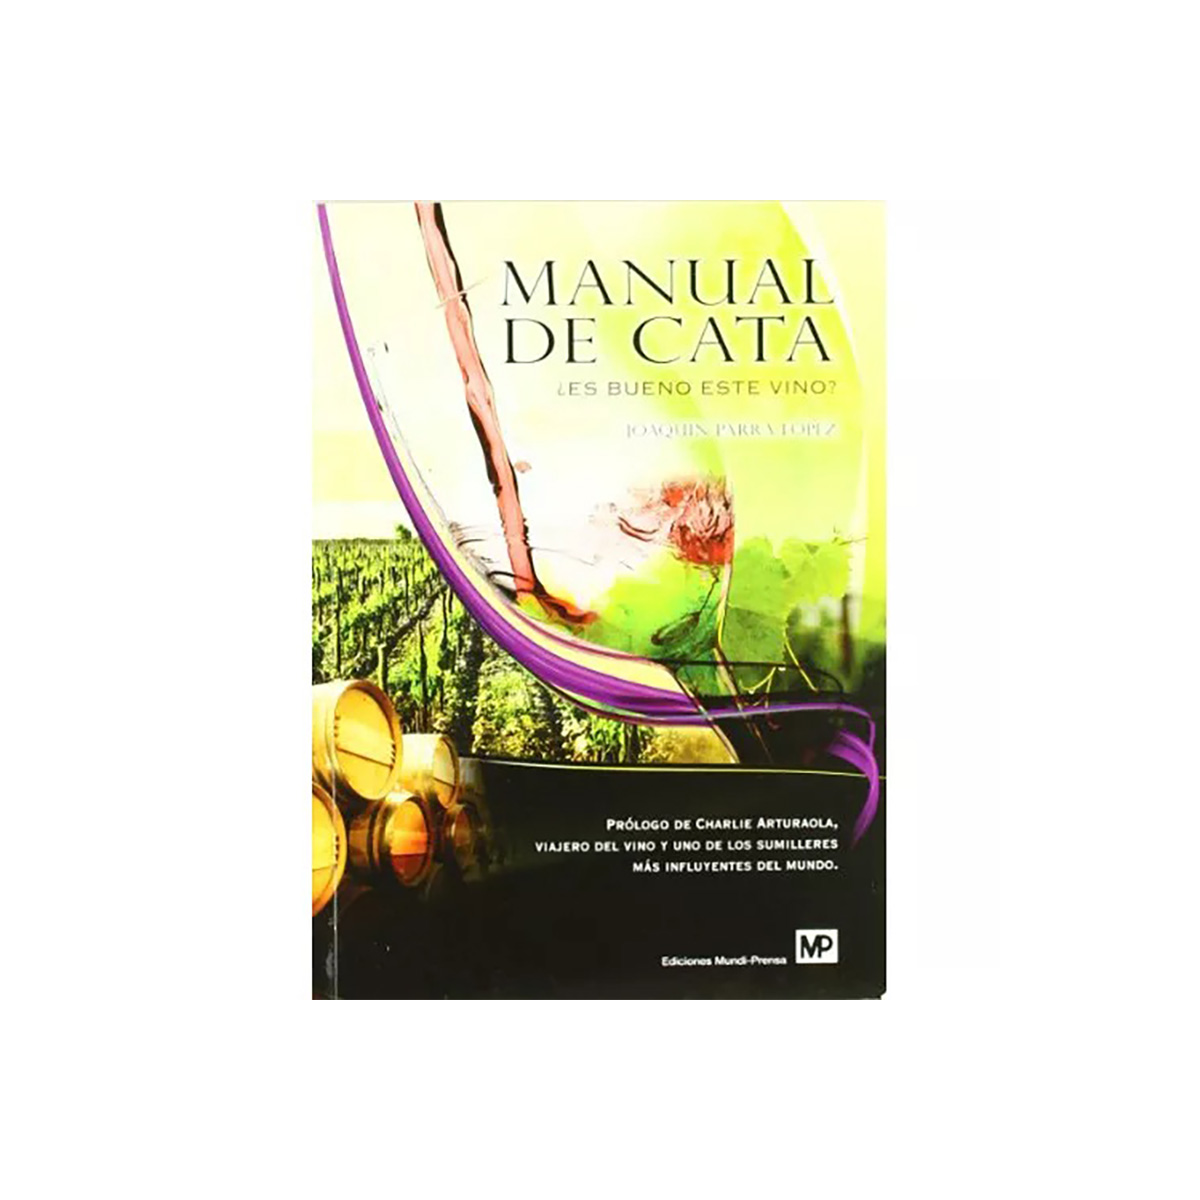 MANUAL
DE CATA
¿ES BUENO ESTE VINO?
JOAQUIN PARRA LOPEZ
PRÓLOGO DE CHARLIE ARTURAOLA,
VIAJERO DEL VINO Y UNO DE LOS SUMILLERES
MÁS INFLUYENTES DEL MUNDO.
Ediciones Mundi-Prensa MP